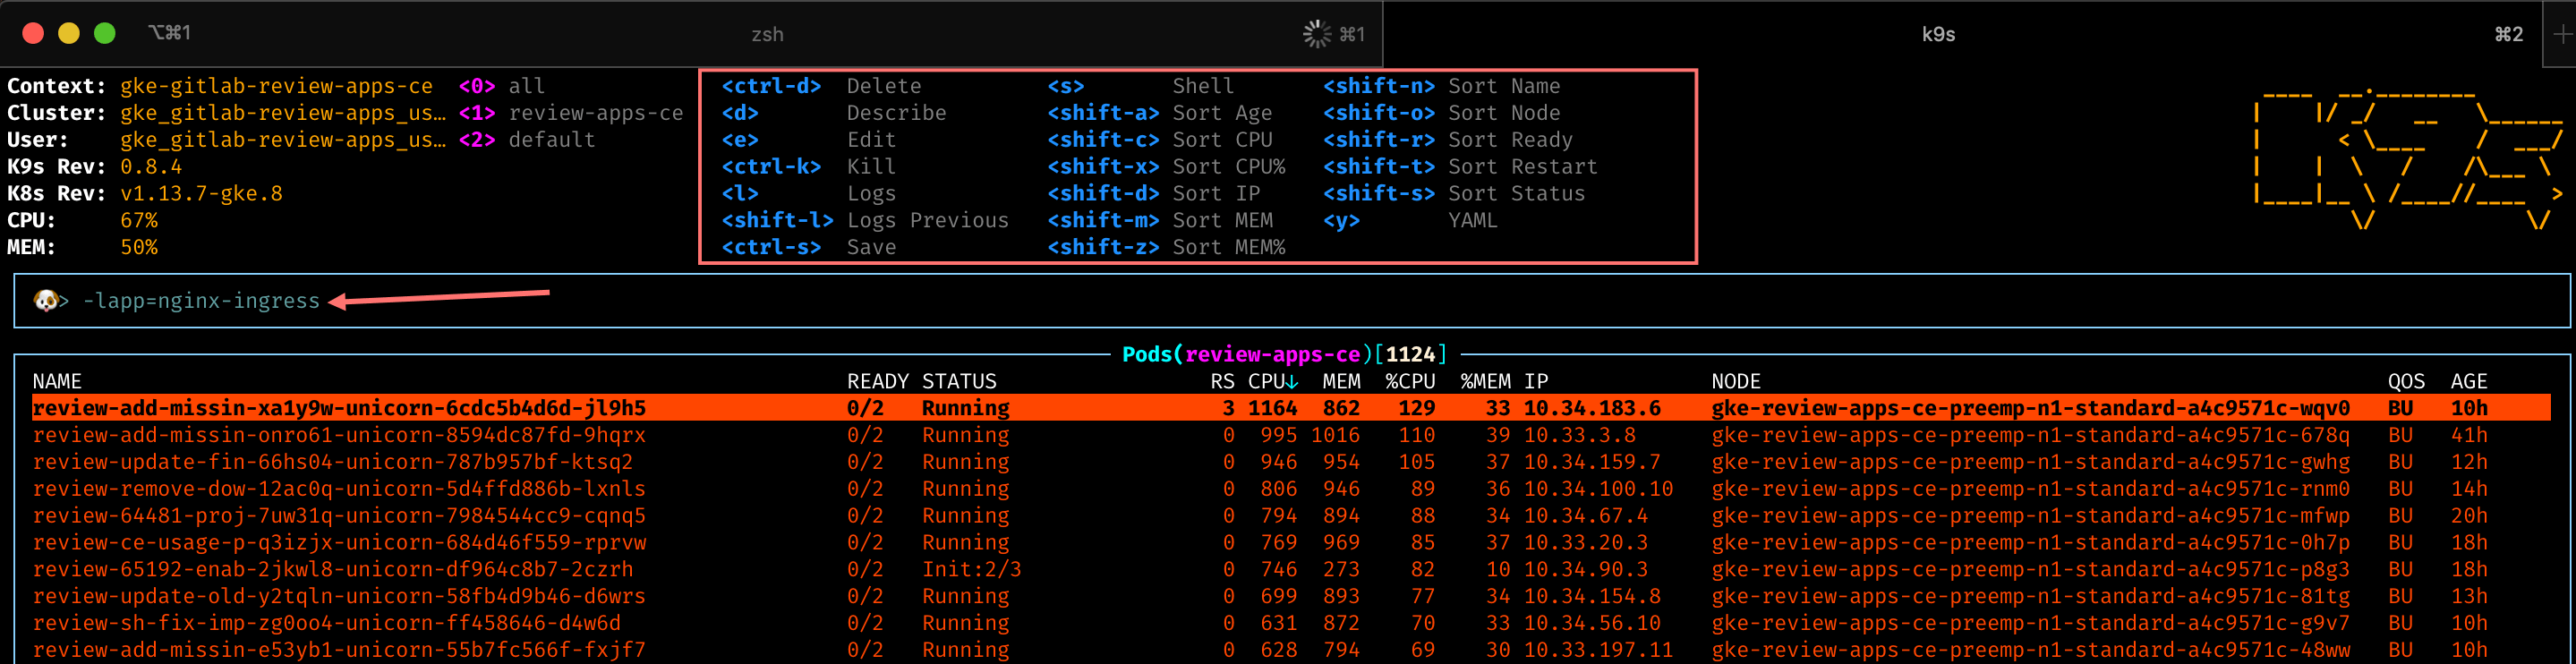 ⌥⌘1 zsh ⌘1 k9s ⌘2 +
Context: gke-gitlab-review-apps-ce <0> all <ctrl-d> Delete <s> Shell <shift-n> Sort Name
Cluster: gke_gitlab-review-apps_us… <1> review-apps-ce <d> Describe <shift-a> Sort Age <shift-o> Sort Node
User: gke_gitlab-review-apps_us… <2> default <e> Edit <shift-c> Sort CPU <shift-r> Sort Ready
K9s Rev: 0.8.4 <ctrl-k> Kill <shift-x> Sort CPU% <shift-t> Sort Restart
K8s Rev: v1.13.7-gke.8 <l> Logs <shift-d> Sort IP <shift-s> Sort Status
CPU: 67% <shift-l> Logs Previous <shift-m> Sort MEM <y> YAML
MEM: 50% <ctrl-s> Save <shift-z> Sort MEM%
🐶> -lapp=nginx-ingress
Pods(review-apps-ce)[1124]
NAME READY STATUS RS CPU↓ MEM %CPU %MEM IP NODE QOS AGE
review-add-missin-xa1y9w-unicorn-6cdc5b4d6d-jl9h5 0/2 Running 3 1164 862 129 33 10.34.183.6 gke-review-apps-ce-preemp-n1-standard-a4c9571c-wqv0 BU 10h
review-add-missin-onro61-unicorn-8594dc87fd-9hqrx 0/2 Running 0 995 1016 110 39 10.33.3.8 gke-review-apps-ce-preemp-n1-standard-a4c9571c-678q BU 41h
review-update-fin-66hs04-unicorn-787b957bf-ktsq2 0/2 Running 0 946 954 105 37 10.34.159.7 gke-review-apps-ce-preemp-n1-standard-a4c9571c-gwhg BU 12h
review-remove-dow-12ac0q-unicorn-5d4ffd886b-lxnls 0/2 Running 0 806 946 89 36 10.34.100.10 gke-review-apps-ce-preemp-n1-standard-a4c9571c-rnm0 BU 14h
review-64481-proj-7uw31q-unicorn-7984544cc9-cqnq5 0/2 Running 0 794 894 88 34 10.34.67.4 gke-review-apps-ce-preemp-n1-standard-a4c9571c-mfwp BU 20h
review-ce-usage-p-q3izjx-unicorn-684d46f559-rprvw 0/2 Running 0 769 969 85 37 10.33.20.3 gke-review-apps-ce-preemp-n1-standard-a4c9571c-0h7p BU 18h
review-65192-enab-2jkwl8-unicorn-df964c8b7-2czrh 0/2 Init:2/3 0 746 273 82 10 10.34.90.3 gke-review-apps-ce-preemp-n1-standard-a4c9571c-p8g3 BU 18h
review-update-old-y2tqln-unicorn-58fb4d9b46-d6wrs 0/2 Running 0 699 893 77 34 10.34.154.8 gke-review-apps-ce-preemp-n1-standard-a4c9571c-81tg BU 13h
review-sh-fix-imp-zg0oo4-unicorn-ff458646-d4w6d 0/2 Running 0 631 872 70 33 10.34.56.10 gke-review-apps-ce-preemp-n1-standard-a4c9571c-g9v7 BU 10h
review-add-missin-e53yb1-unicorn-55b7fc566f-fxjf7 0/2 Running 0 628 794 69 30 10.33.197.11 gke-review-apps-ce-preemp-n1-standard-a4c9571c-48ww BU 10h